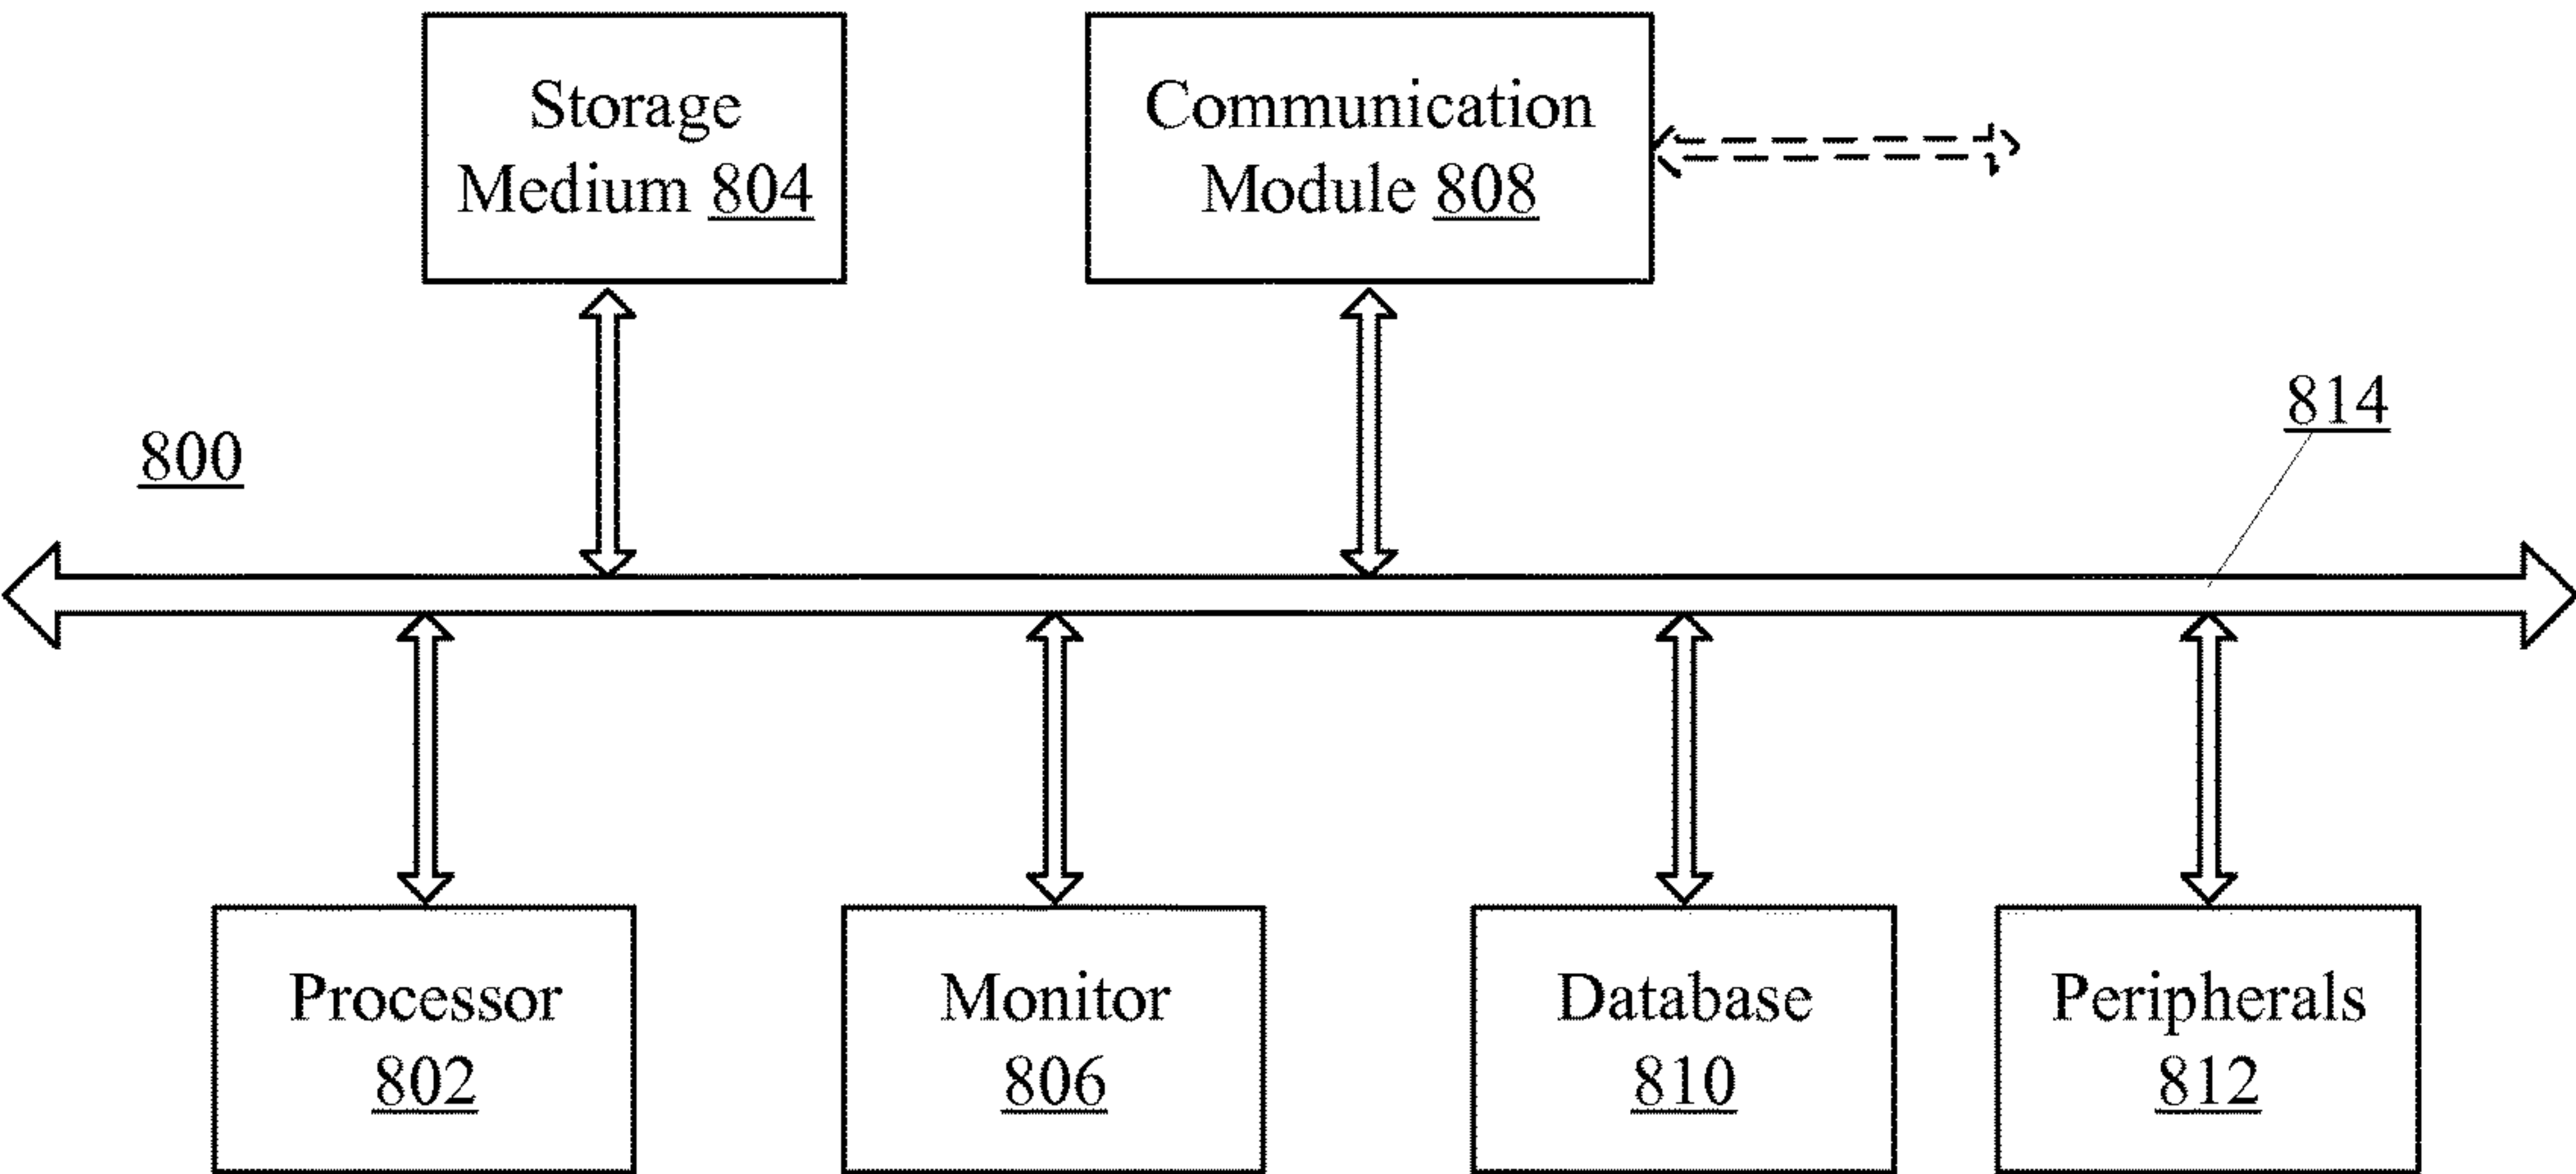 Storage
Medium 804
Communication
Module 808
814
800
Processor
802
Monitor
806
Database
810
Peripherals
812